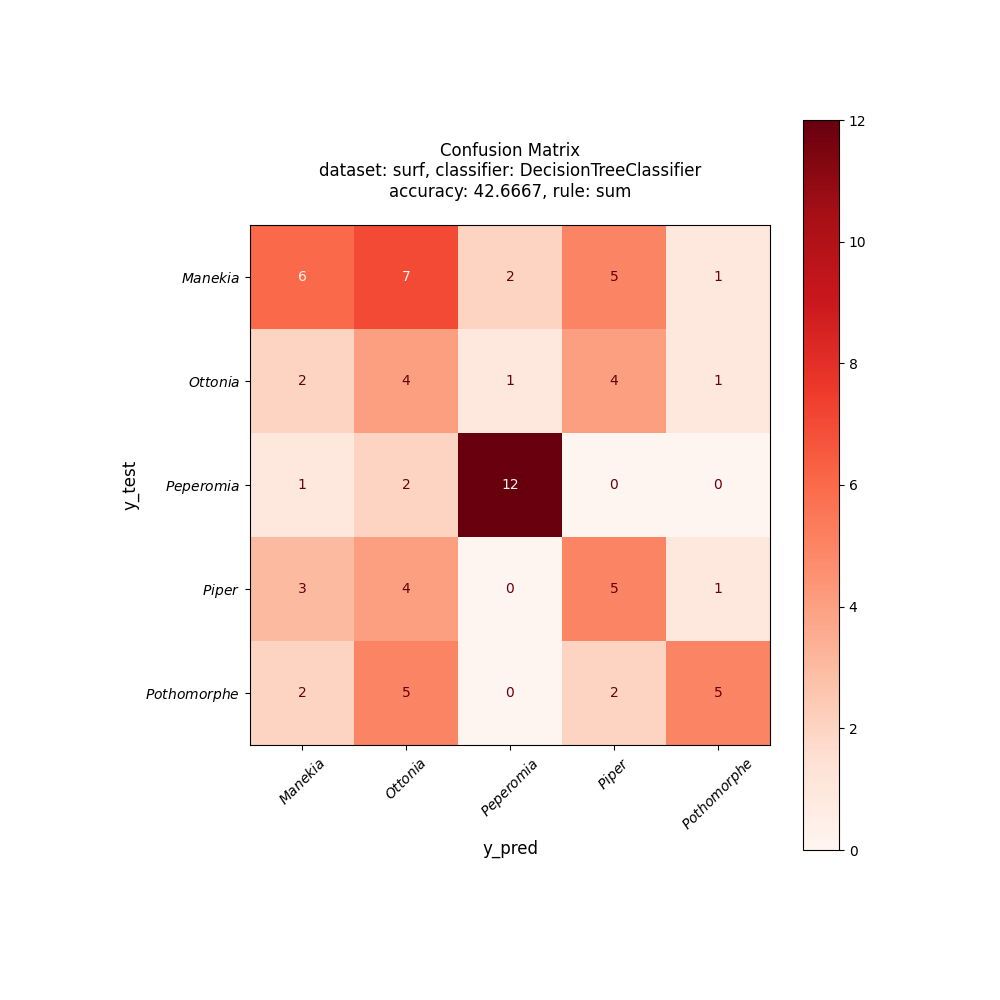 Confusion Matrix
dataset: surf, classifier: DecisionTreeClassifier
accuracy: 42.6667, rule: sum
y_test
Manekia 6 7 2 5 1
Ottonia 2 4 1 4 1
Peperomia 1 2 12 0 0
Piper 3 4 0 5 1
Pothomorphe 2 5 0 2 5
Manekia Ottonia Peperomia Piper Pothomorphe
y_pred
12
10
8
6
4
2
0